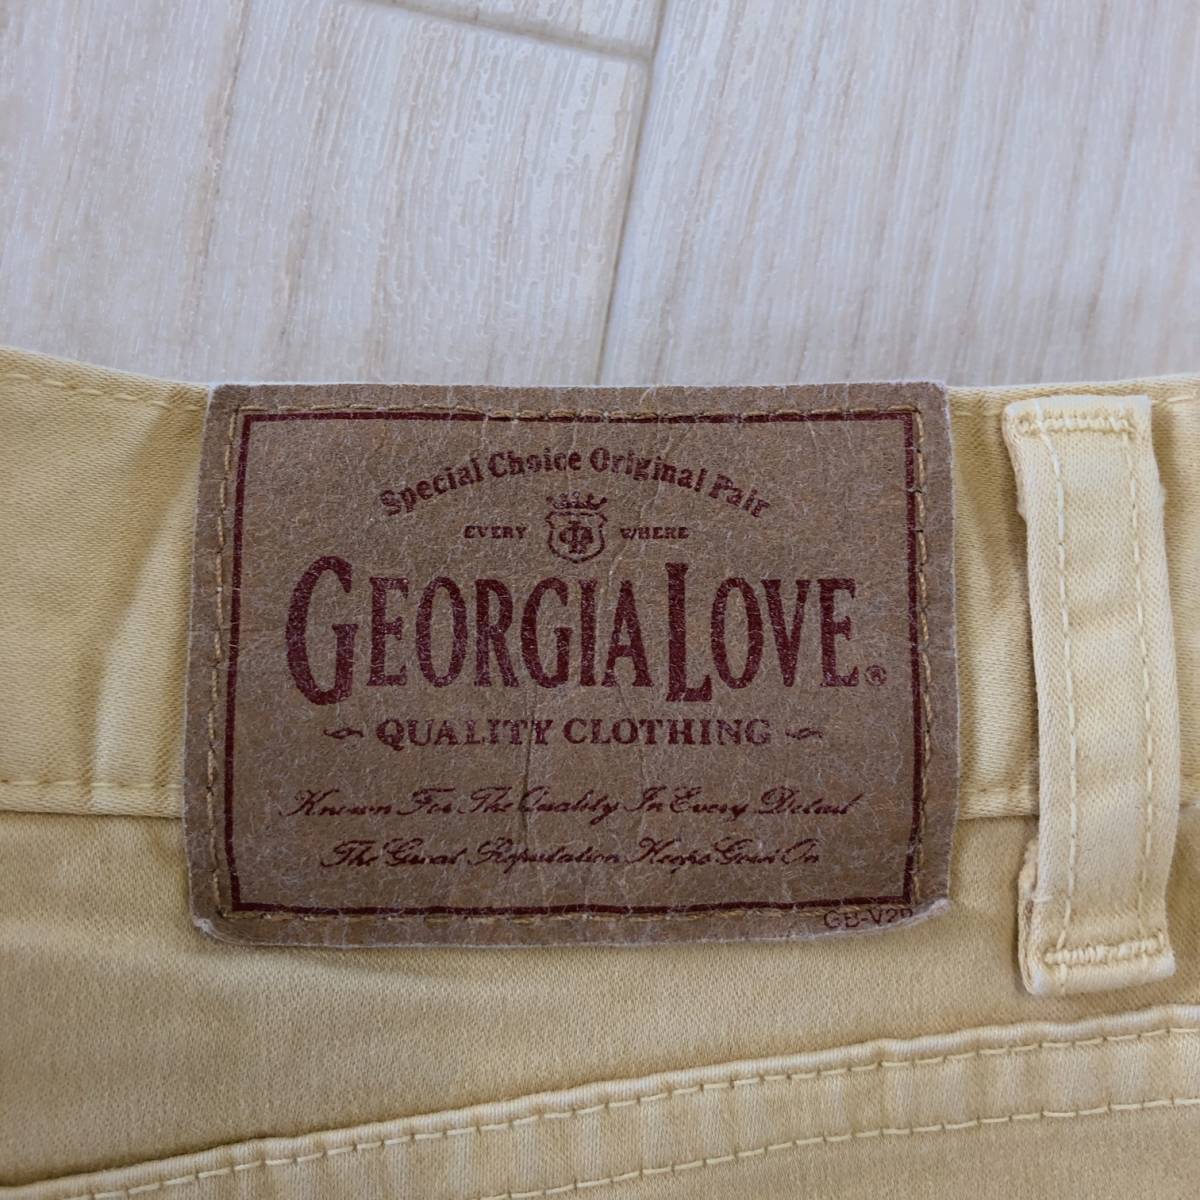 Special Choice Original Pair
EVERY WHERE
GEORGIA LOVE®
QUALITY CLOTHING
Known For The Quality In Every Detail
The Great Reputation Keeps Goin' On